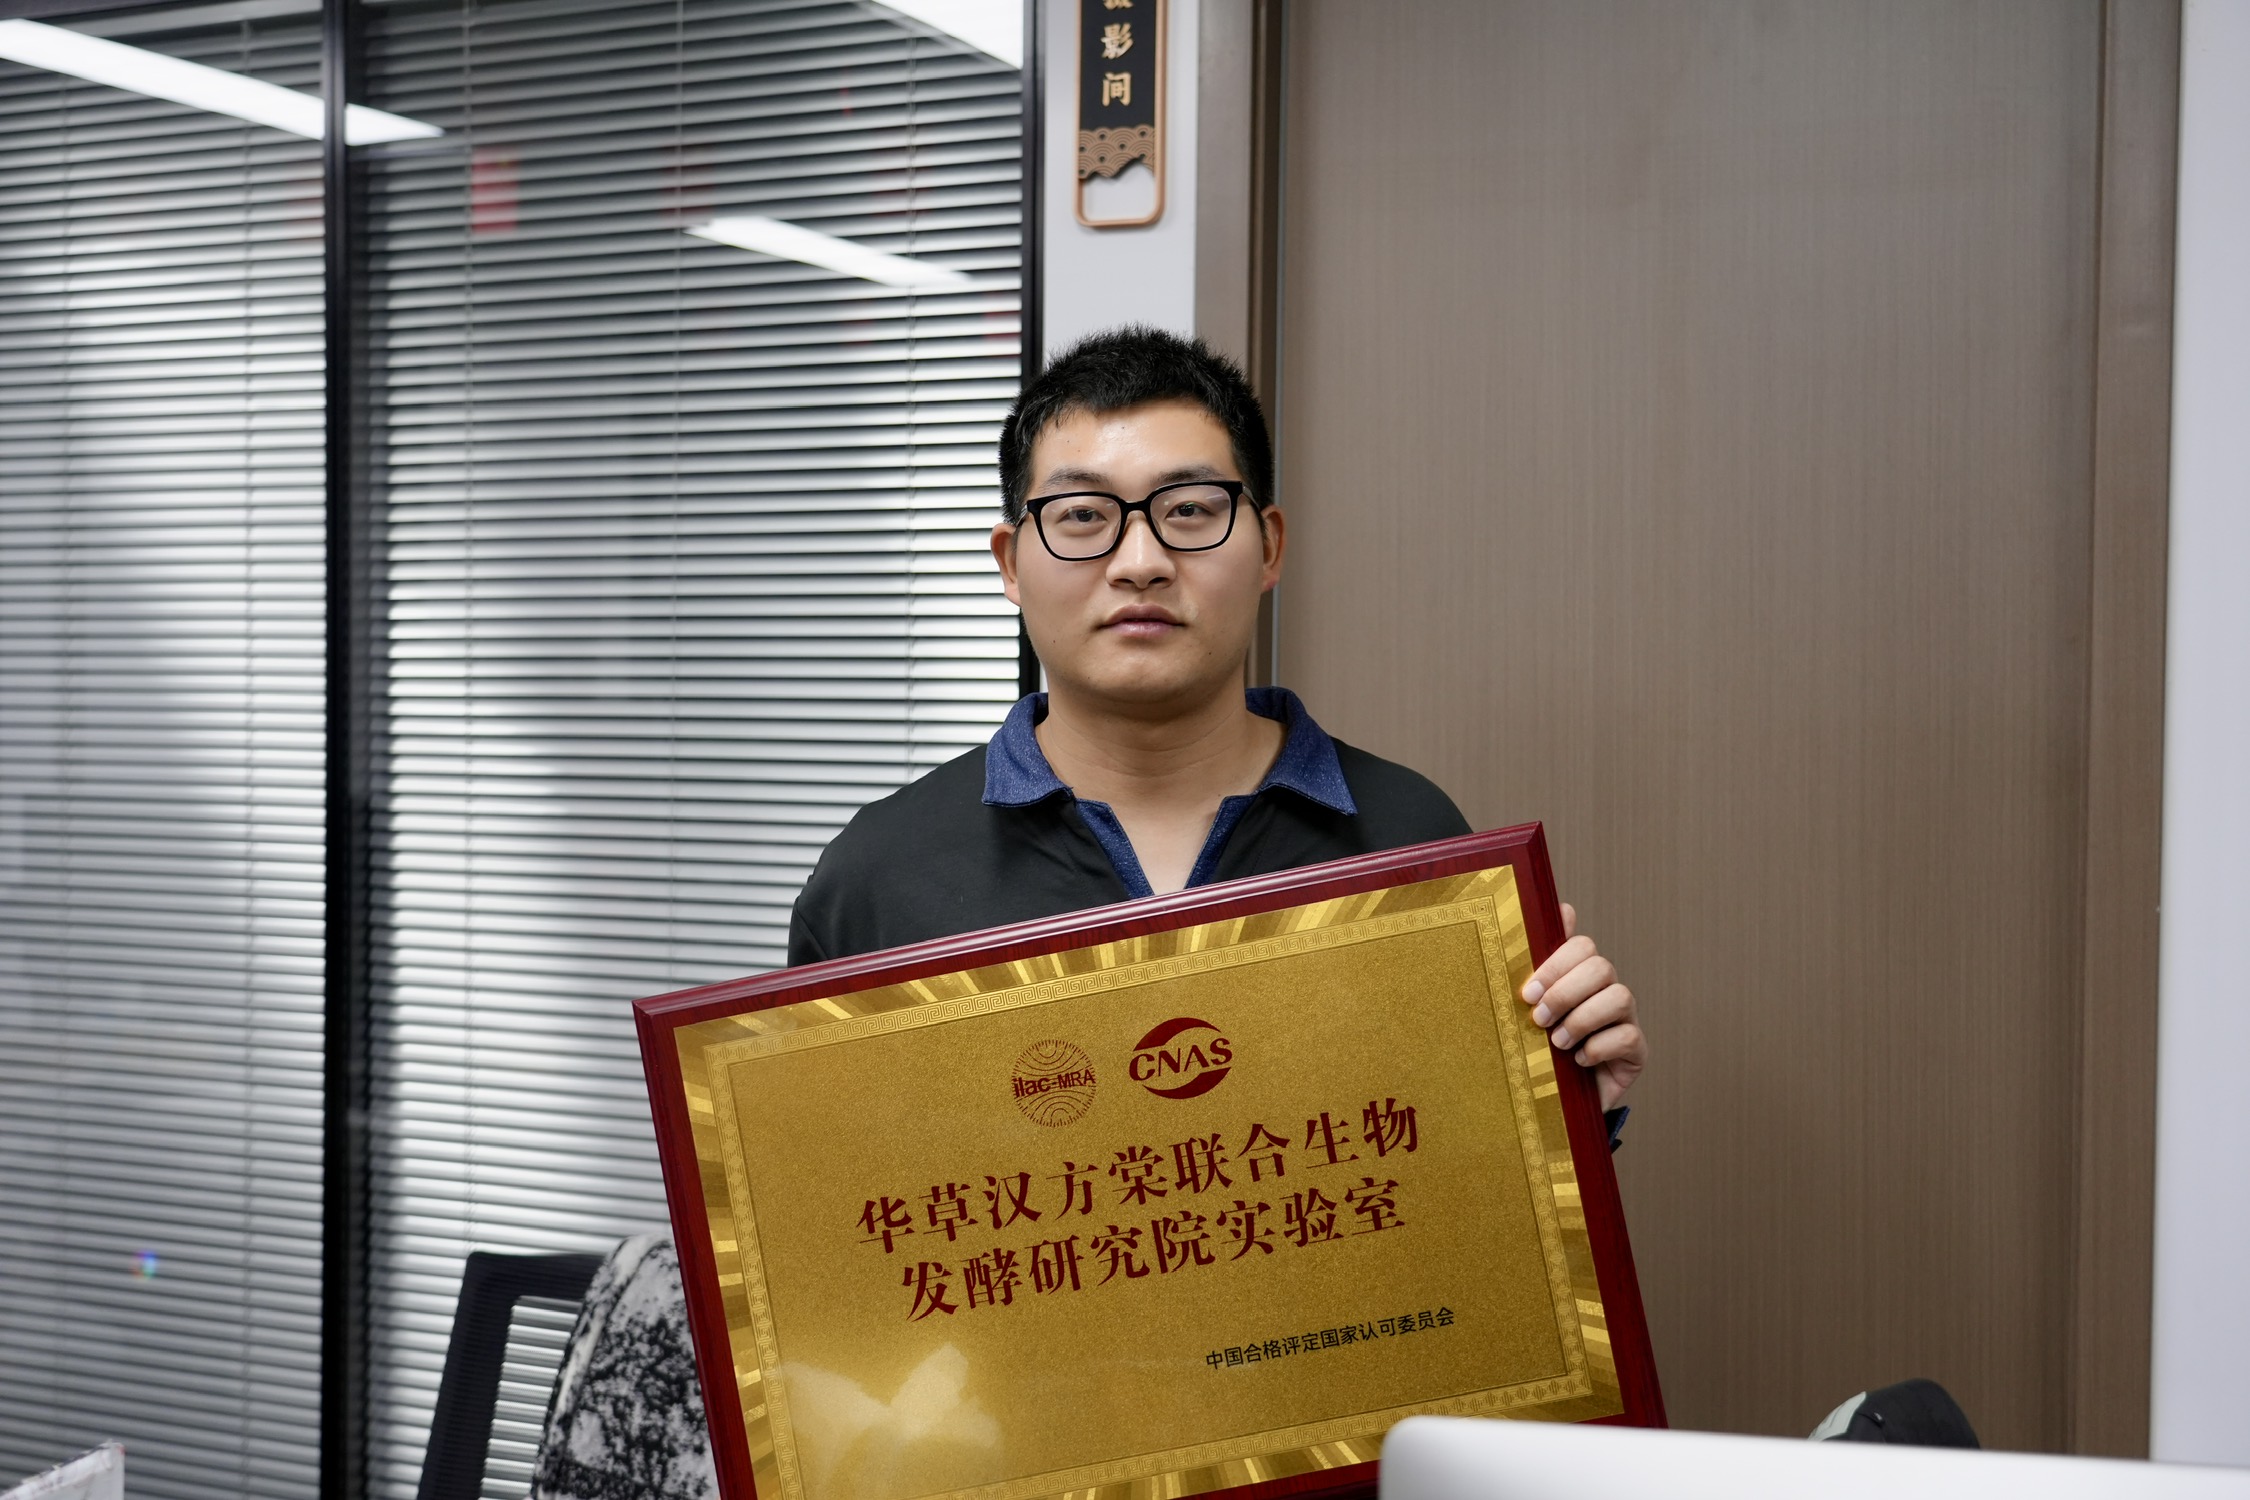 影间
ilac-MRA
CNAS
华草汉方棠联合生物
发酵研究院实验室
中国合格评定国家认可委员会